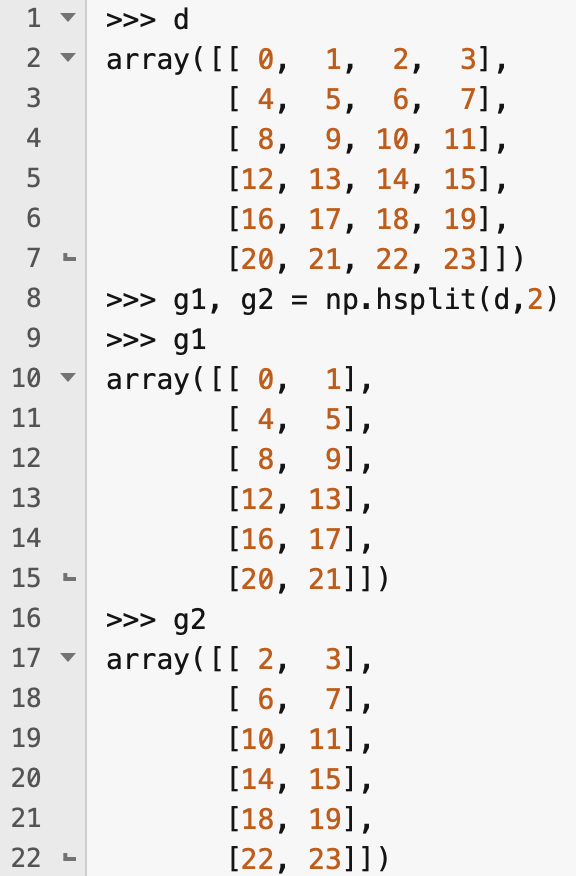 1 >>> d
2 array([[ 0,  1,  2,  3],
3        [ 4,  5,  6,  7],
4        [ 8,  9, 10, 11],
5        [12, 13, 14, 15],
6        [16, 17, 18, 19],
7        [20, 21, 22, 23]])
8 >>> g1, g2 = np.hsplit(d,2)
9 >>> g1
10 array([[ 0,  1],
11        [ 4,  5],
12        [ 8,  9],
13        [12, 13],
14        [16, 17],
15        [20, 21]])
16 >>> g2
17 array([[ 2,  3],
18        [ 6,  7],
19        [10, 11],
20        [14, 15],
21        [18, 19],
22        [22, 23]])